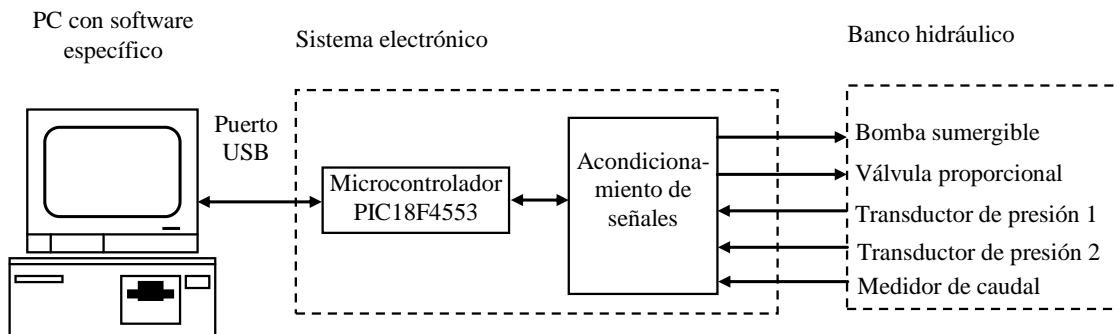 PC con software
específico
Sistema electrónico
Banco hidráulico
Puerto
USB
Microcontrolador
PIC18F4553
Acondiciona-
miento de
señales
Bomba sumergible
Válvula proporcional
Transductor de presión 1
Transductor de presión 2
Medidor de caudal